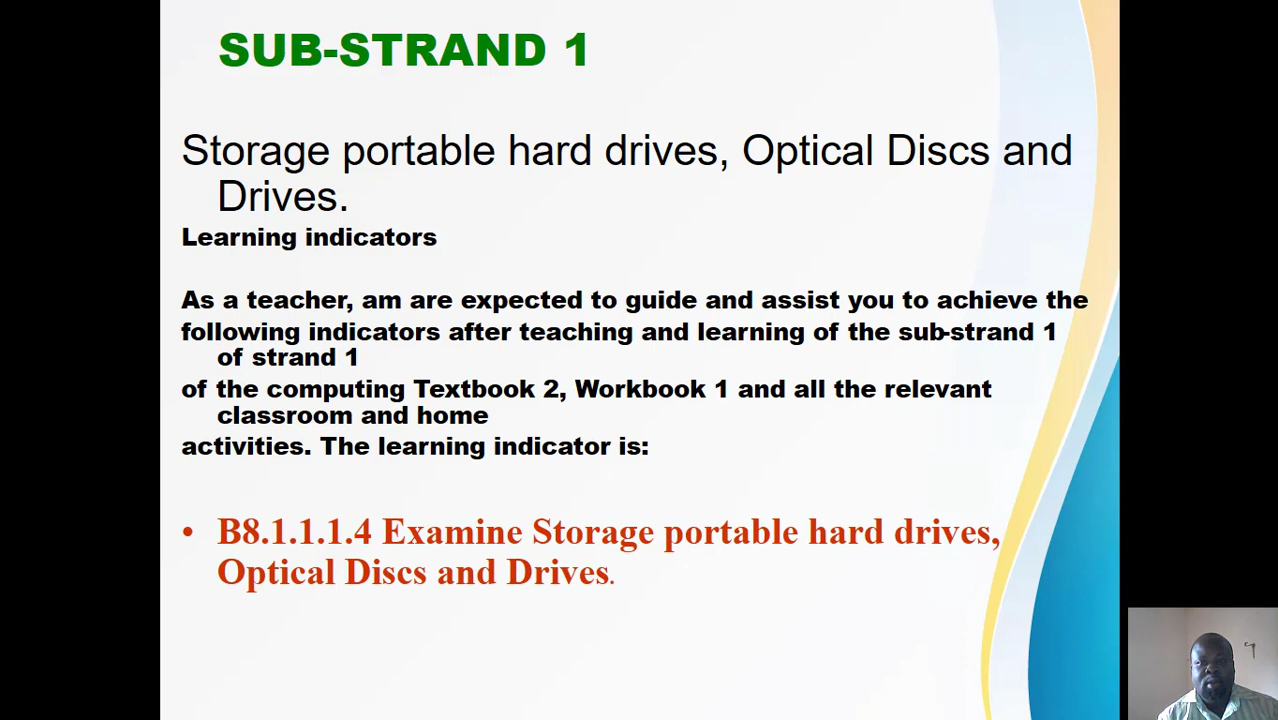 SUB-STRAND 1
Storage portable hard drives, Optical Discs and
Drives.
Learning indicators
As a teacher, am are expected to guide and assist you to achieve the
following indicators after teaching and learning of the sub-strand 1
of strand 1
of the computing Textbook 2, Workbook 1 and all the relevant
classroom and home
activities. The learning indicator is:
• B8.1.1.1.4 Examine Storage portable hard drives,
Optical Discs and Drives.